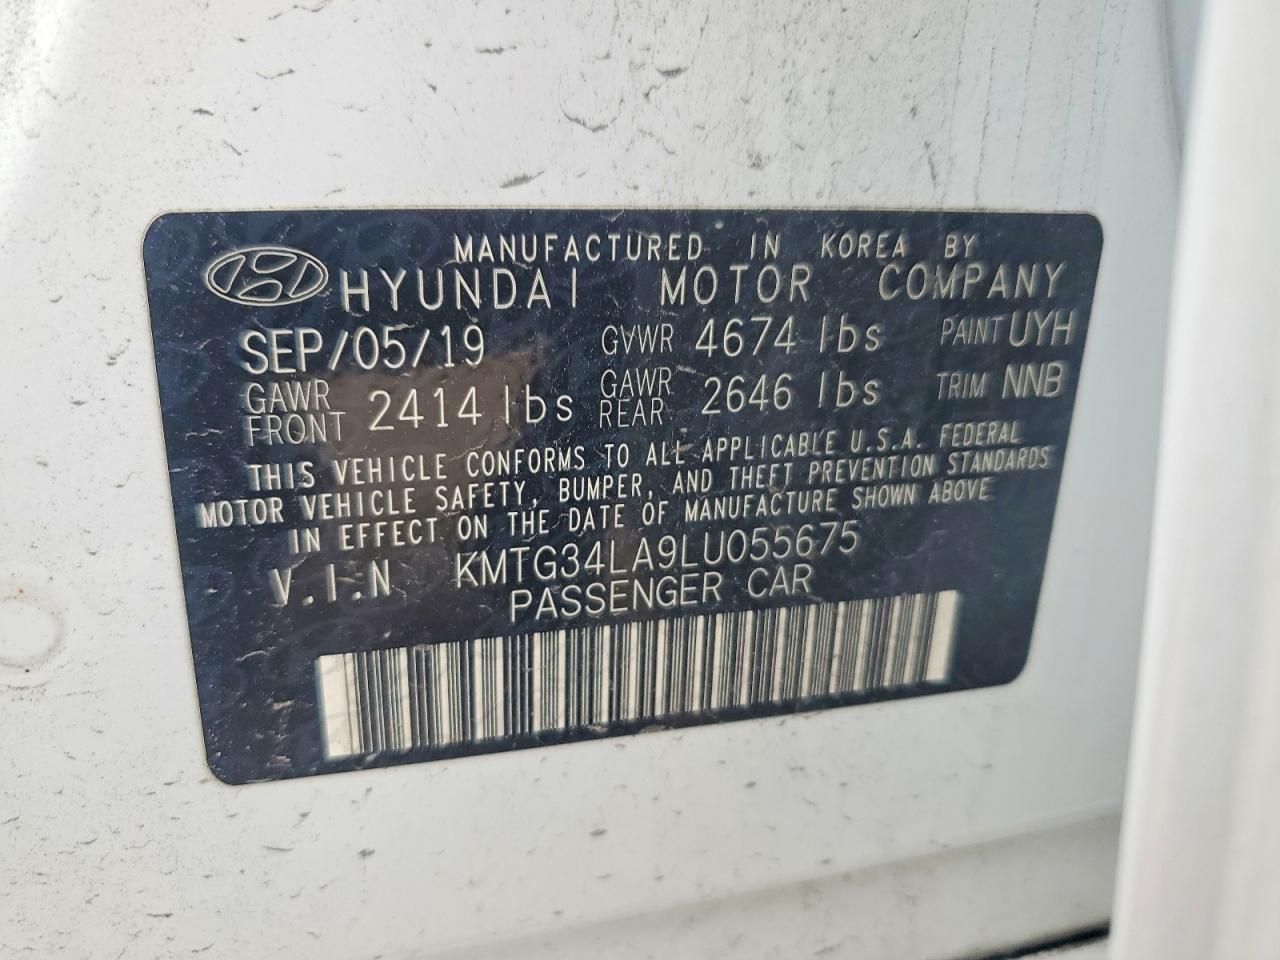 MANUFACTURED IN KOREA BY
HYUNDAI MOTOR COMPANY
SEP/05/19 GVWR 4674 lbs PAINT UYH
GAWR FRONT 2414 lbs GAWR REAR 2646 lbs TRIM NNB
THIS VEHICLE CONFORMS TO ALL APPLICABLE U.S.A. FEDERAL
MOTOR VEHICLE SAFETY, BUMPER, AND THEFT PREVENTION STANDARDS
IN EFFECT ON THE DATE OF MANUFACTURE SHOWN ABOVE
V.I.N KMTG34LA9LU055675
PASSENGER CAR